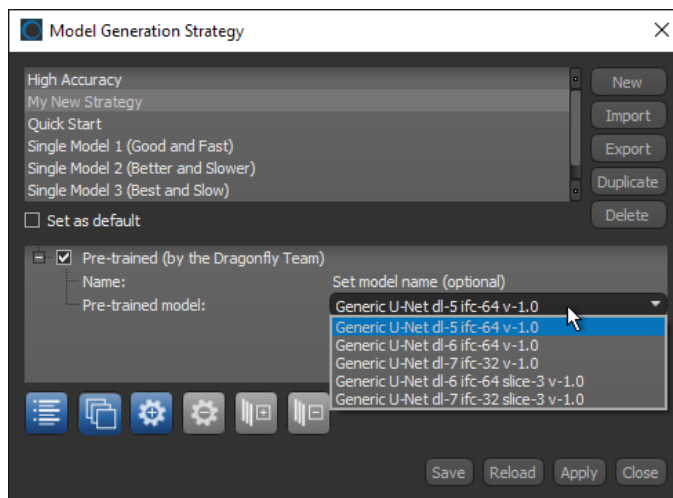 Model Generation Strategy
High Accuracy
My New Strategy
Quick Start
Single Model 1 (Good and Fast)
Single Model 2 (Better and Slower)
Single Model 3 (Best and Slow)
New
Import
Export
Duplicate
Delete
Set as default
Pre-trained (by the Dragonfly Team)
Name: Set model name (optional)
Pre-trained model: Generic U-Net dl-5 ifc-64 v-1.0
Generic U-Net dl-5 ifc-64 v-1.0
Generic U-Net dl-6 ifc-64 v-1.0
Generic U-Net dl-7 ifc-32 v-1.0
Generic U-Net dl-6 ifc-64 slice-3 v-1.0
Generic U-Net dl-7 ifc-32 slice-3 v-1.0
Save Reload Apply Close